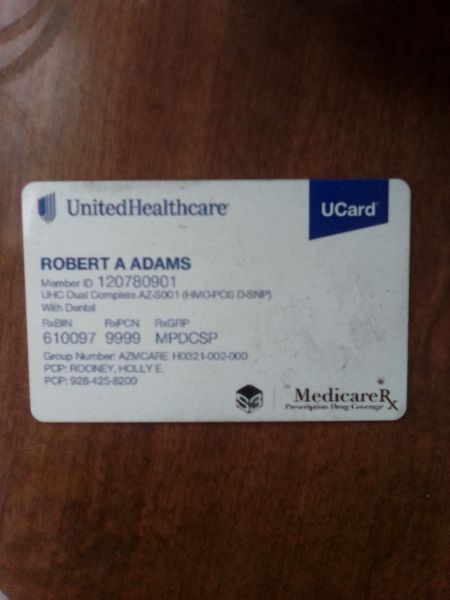 UnitedHealthcare
UCard
ROBERT A ADAMS
Member ID 120780901
UHC Dual Complete AZ-S001 (HMO-POS D-SNP)
With Dental
RxBIN RxPCN RxGRP
610097 9999 MPDCSP
Group Number: AZMCARE H0321-002-000
PCP: ROONEY, HOLLY E.
PCP: 928-425-8200
MedicareRx
Prescription Drug Coverage